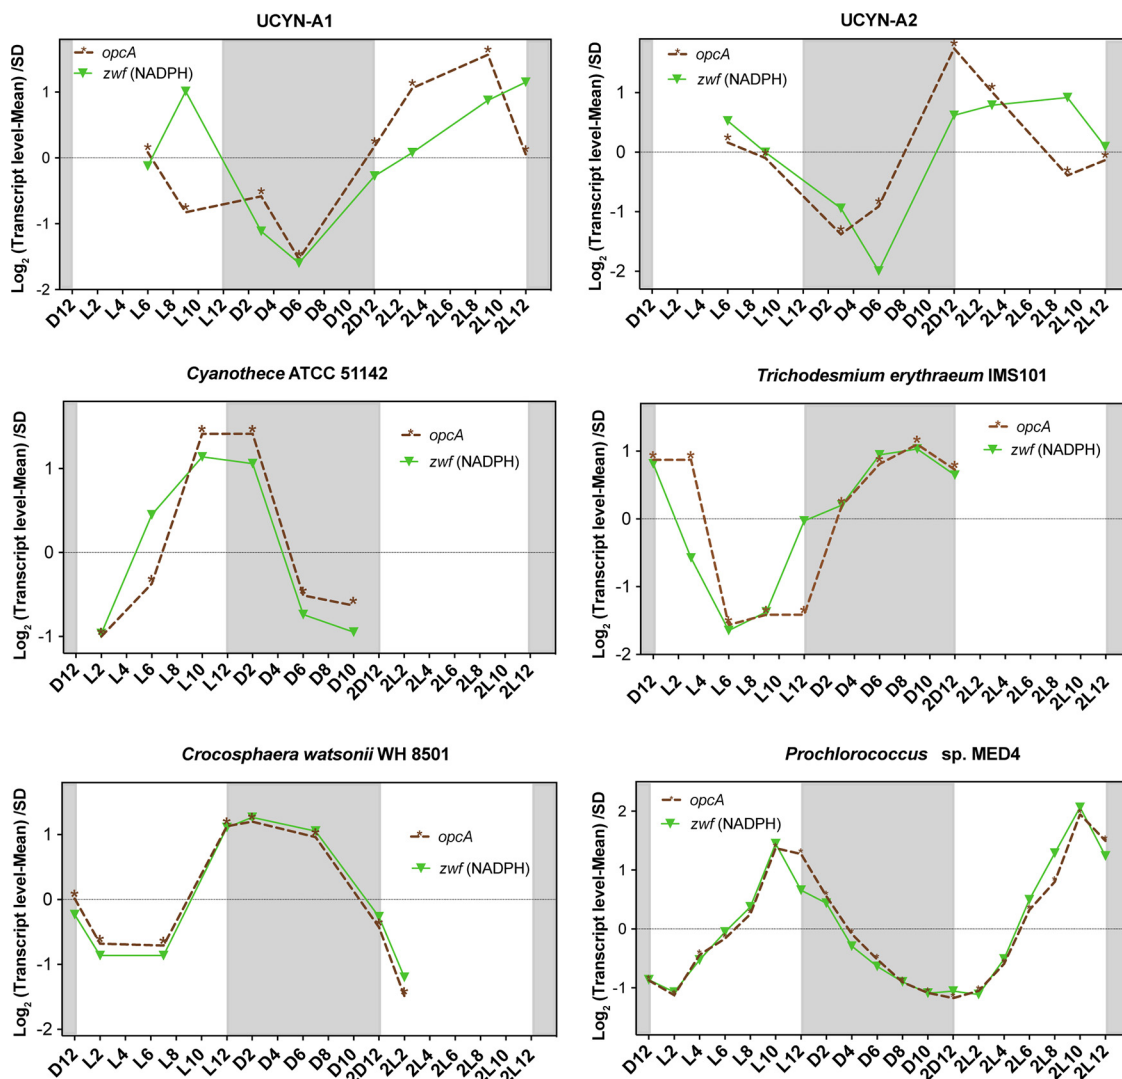 UCYN-A1
opcA
zwf (NADPH)
Log2 (Transcript level-Mean) /SD
1
0
-1
-2
D12 L2 L4 L6 L8 L10 L12 D2 D4 D6 D8 D10 2D12 2L2 2L4 2L6 2L8 2L10 2L12
UCYN-A2
opcA
zwf (NADPH)
Log2 (Transcript level-Mean) /SD
1
0
-1
-2
D12 L2 L4 L6 L8 L10 L12 D2 D4 D6 D8 D10 2D12 2L2 2L4 2L6 2L8 2L10 2L12
Cyanothece ATCC 51142
opcA
zwf (NADPH)
Log2 (Transcript level-Mean) /SD
1
0
-1
D12 L2 L4 L6 L8 L10 L12 D2 D4 D6 D8 D10 2D12 2L2 2L4 2L6 2L8 2L10 2L12
Trichodesmium erythraeum IMS101
opcA
zwf (NADPH)
Log2 (Transcript level-Mean) /SD
1
0
-1
-2
D12 L2 L4 L6 L8 L10 L12 D2 D4 D6 D8 D10 2D12 2L2 2L4 2L6 2L8 2L10 2L12
Crocosphaera watsonii WH 8501
opcA
zwf (NADPH)
Log2 (Transcript level-Mean) /SD
1
0
-1
-2
D12 L2 L4 L6 L8 L10 L12 D2 D4 D6 D8 D10 2D12 2L2 2L4 2L6 2L8 2L10 2L12
Prochlorococcus sp. MED4
opcA
zwf (NADPH)
Log2 (Transcript level-Mean) /SD
2
1
0
-1
D12 L2 L4 L6 L8 L10 L12 D2 D4 D6 D8 D10 2D12 2L2 2L4 2L6 2L8 2L10 2L12